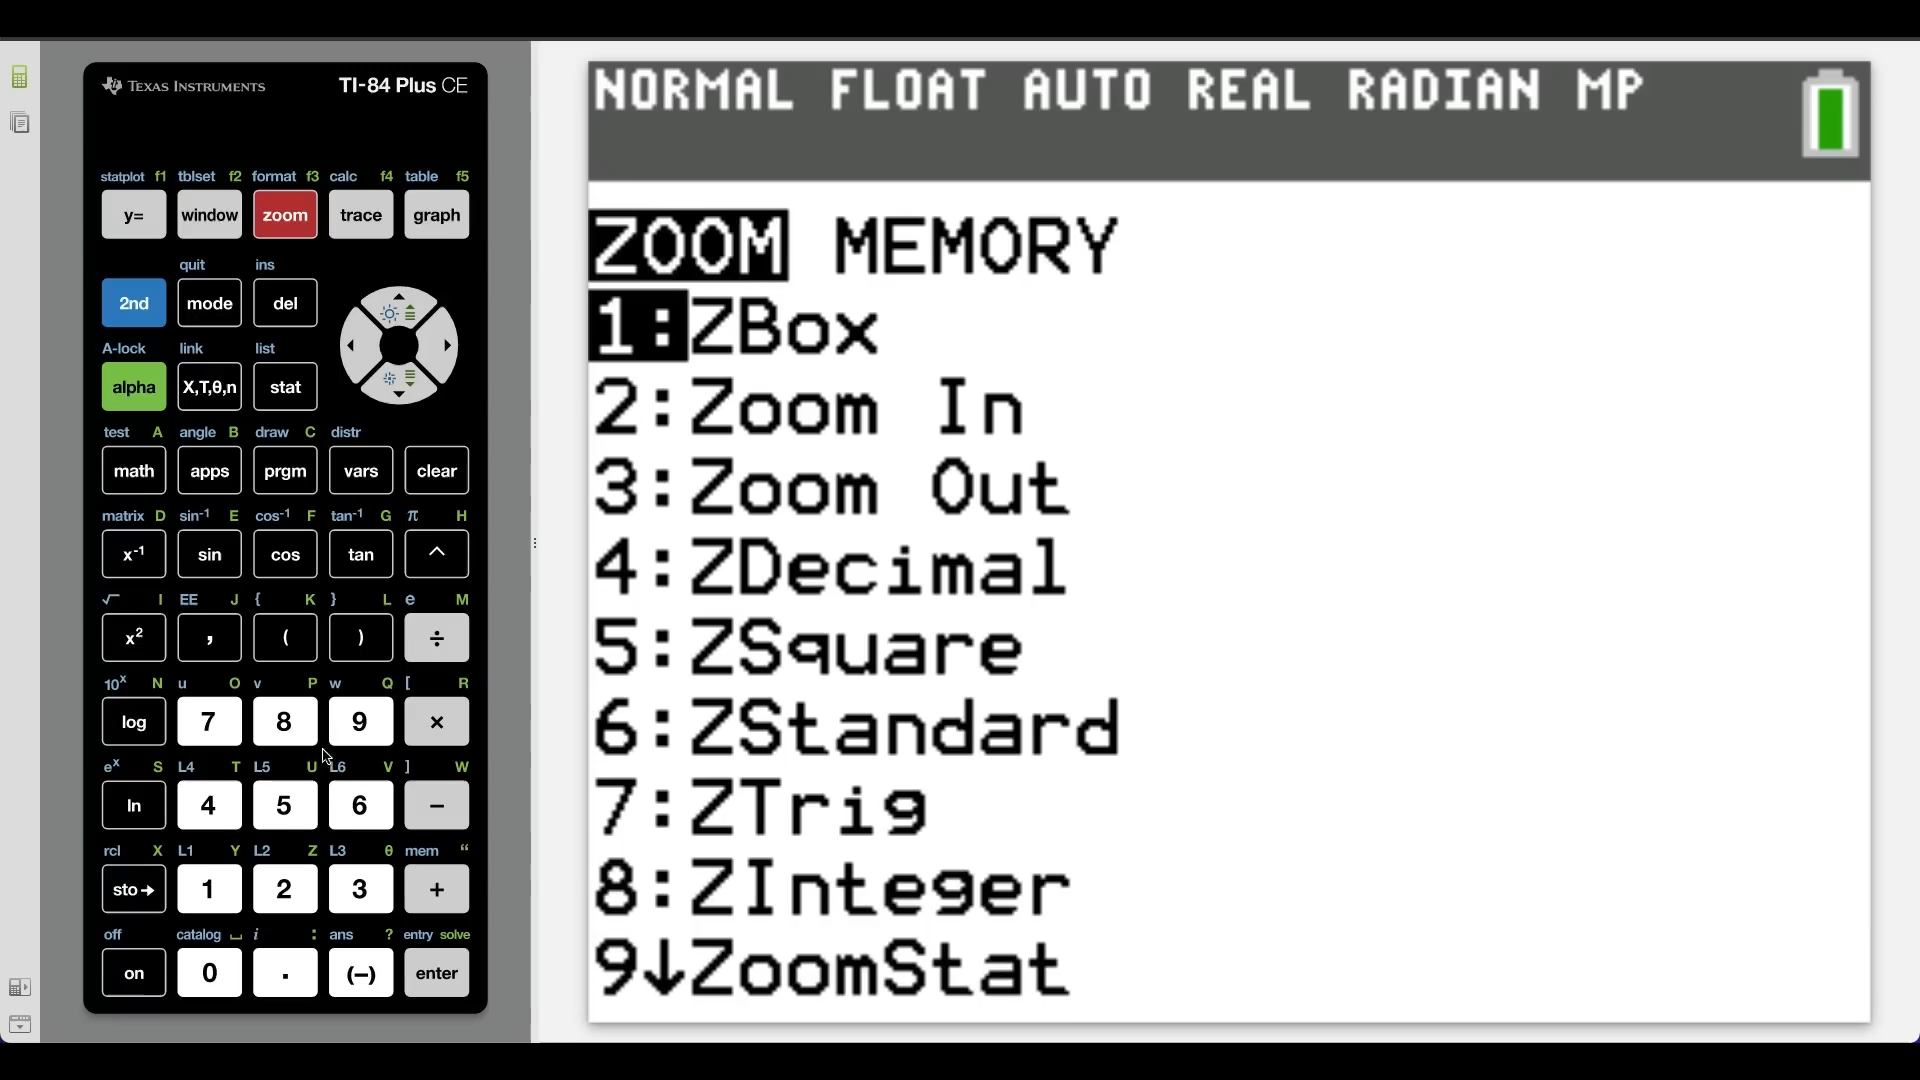 TEXAS INSTRUMENTS TI-84 Plus CE
statplot f1 tblset f2 format f3 calc f4 table f5
y= window zoom trace graph
quit ins
2nd mode del
A-lock link list
alpha X,T,θ,n stat
test A angle B draw C distr
math apps prgm vars clear
matrix D sin⁻¹ E cos⁻¹ F tan⁻¹ G π H
x⁻¹ sin cos tan ^
√ I EE J { K } L e M
x² , ( ) ÷
10ˣ N u O v P w Q [ R
log 7 8 9 ×
eˣ S L4 T L5 U L6 V ] W
ln 4 5 6 −
rcl X L1 Y L2 Z L3 θ mem “
sto→ 1 2 3 +
off catalog ⎵ i : ans ? entry solve
on 0 . (−) enter
NORMAL FLOAT AUTO REAL RADIAN MP
ZOOM MEMORY
1:ZBox
2:Zoom In
3:Zoom Out
4:ZDecimal
5:ZSquare
6:ZStandard
7:ZTrig
8:ZInteger
9↓ZoomStat